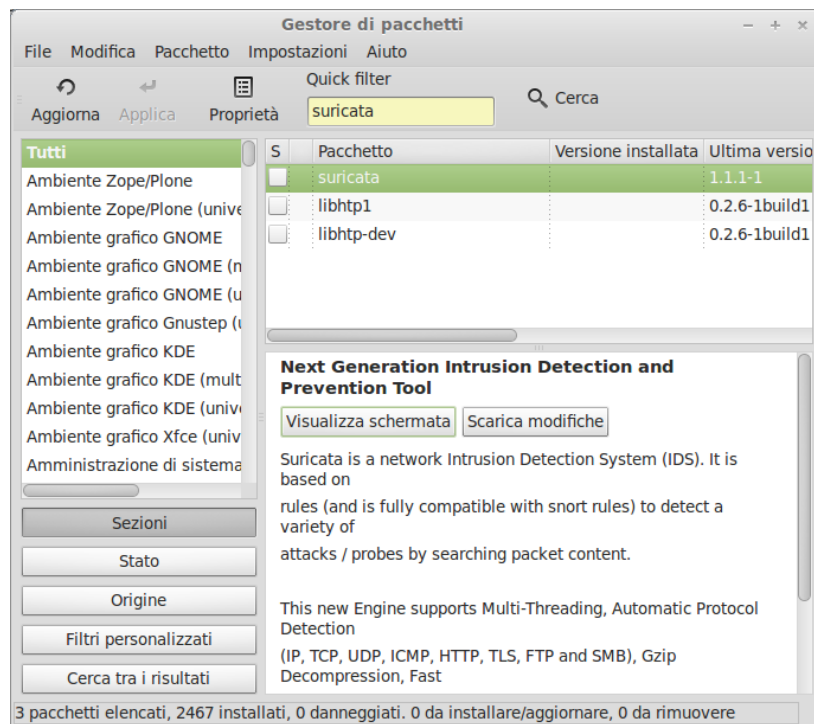 Gestore di pacchetti
File Modifica Pacchetto Impostazioni Aiuto
Aggiorna Applica Proprietà
Quick filter
suricata
Cerca
Tutti
Ambiente Zope/Plone
Ambiente Zope/Plone (unive
Ambiente grafico GNOME
Ambiente grafico GNOME (m
Ambiente grafico GNOME (u
Ambiente grafico Gnustep (u
Ambiente grafico KDE
Ambiente grafico KDE (mult
Ambiente grafico KDE (unive
Ambiente grafico Xfce (univ
Amministrazione di sistema
Sezioni
Stato
Origine
Filtri personalizzati
Cerca tra i risultati
S Pacchetto Versione installata Ultima versio
suricata 1.1.1-1
libhtp1 0.2.6-1build1
libhtp-dev 0.2.6-1build1
Next Generation Intrusion Detection and
Prevention Tool
Visualizza schermata Scarica modifiche
Suricata is a network Intrusion Detection System (IDS). It is
based on
rules (and is fully compatible with snort rules) to detect a
variety of
attacks / probes by searching packet content.
This new Engine supports Multi-Threading, Automatic Protocol
Detection
(IP, TCP, UDP, ICMP, HTTP, TLS, FTP and SMB), Gzip
Decompression, Fast
3 pacchetti elencati, 2467 installati, 0 danneggiati. 0 da installare/aggiornare, 0 da rimuovere